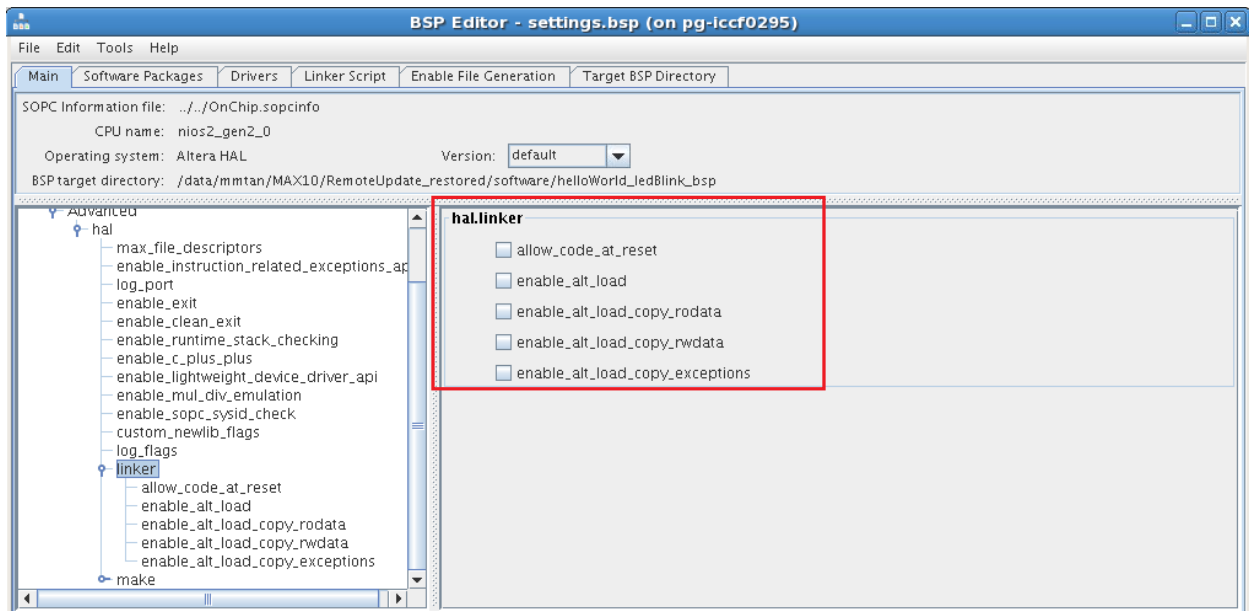 BSP Editor - settings.bsp (on pg-iccf0295)
File Edit Tools Help
Main Software Packages Drivers Linker Script Enable File Generation Target BSP Directory
SOPC Information file: ../../OnChip.sopcinfo
CPU name: nios2_gen2_0
Operating system: Altera HAL Version: default
BSP target directory: /data/mmtan/MAX10/RemoteUpdate_restored/software/helloWorld_ledBlink_bsp
Advanced
hal
max_file_descriptors
enable_instruction_related_exceptions_ap
log_port
enable_exit
enable_clean_exit
enable_runtime_stack_checking
enable_c_plus_plus
enable_lightweight_device_driver_api
enable_mul_div_emulation
enable_sopc_sysid_check
custom_newlib_flags
log_flags
linker
allow_code_at_reset
enable_alt_load
enable_alt_load_copy_rodata
enable_alt_load_copy_rwdata
enable_alt_load_copy_exceptions
make
hal.linker
allow_code_at_reset
enable_alt_load
enable_alt_load_copy_rodata
enable_alt_load_copy_rwdata
enable_alt_load_copy_exceptions